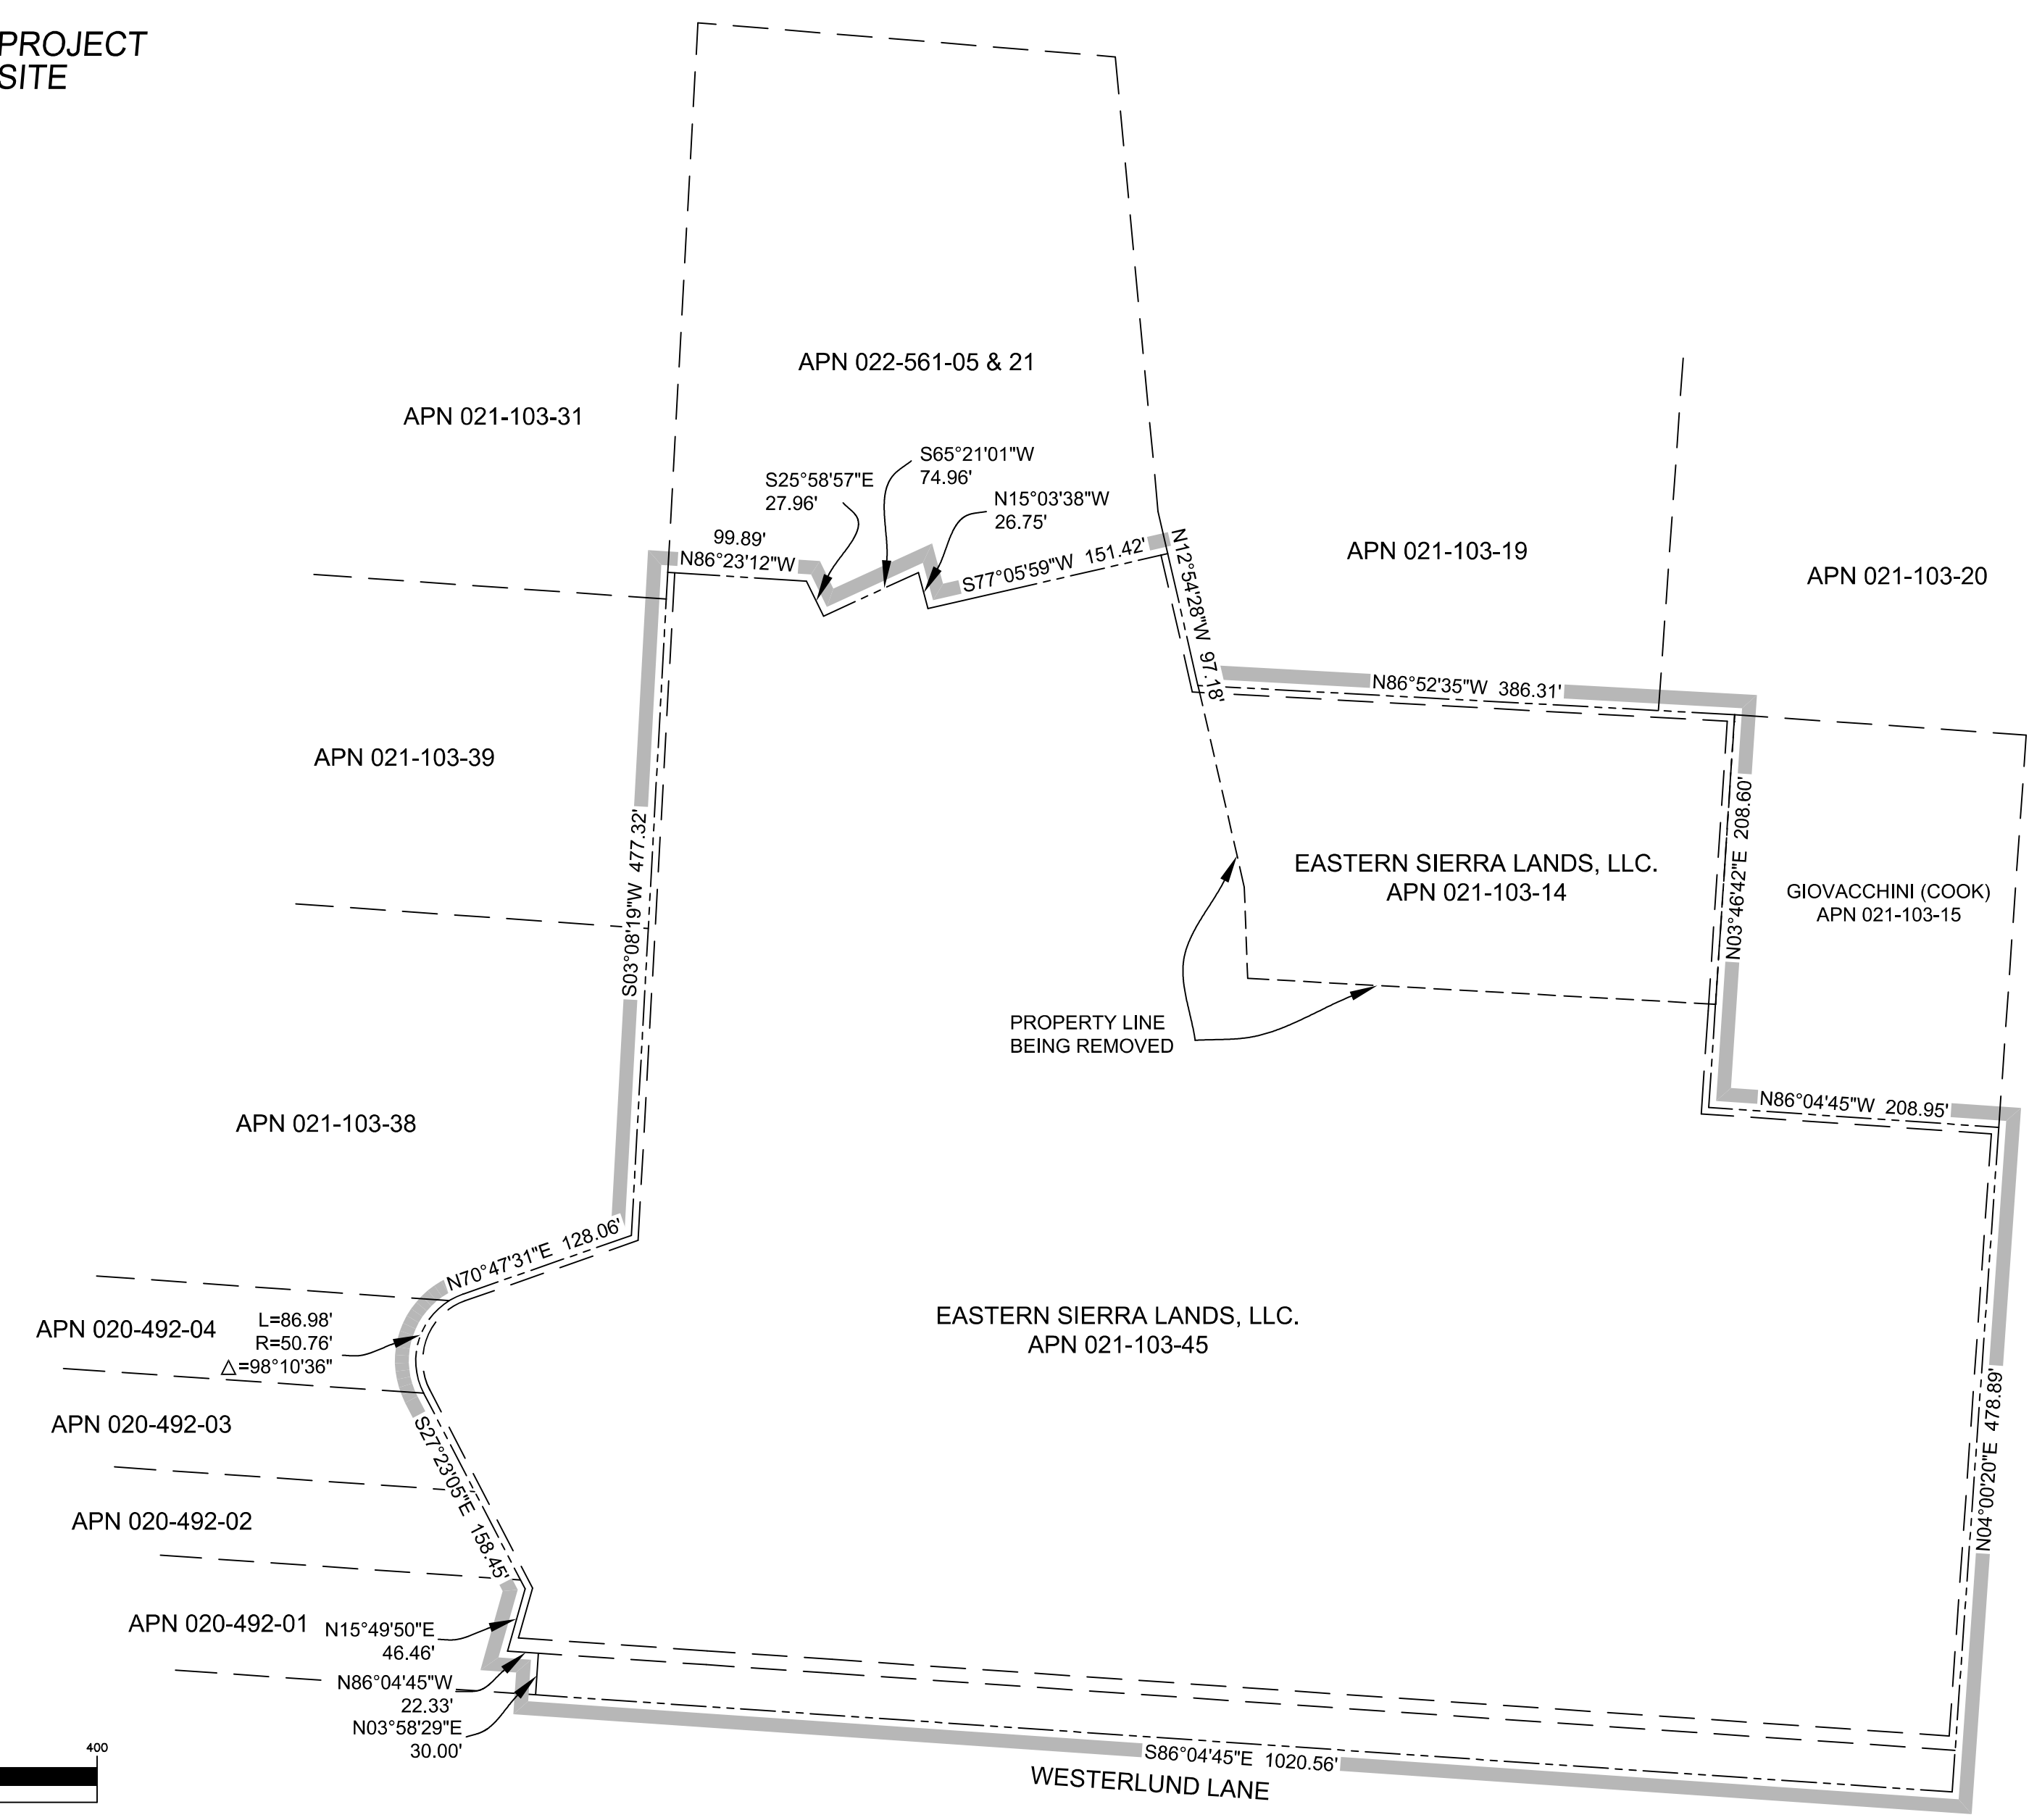 PROJECT
SITE
APN 022-561-05 & 21
APN 021-103-31
S65°21'01"W
74.96'
S25°58'57"E
27.96'
N15°03'38"W
26.75'
99.89'
N86°23'12"W
S77°05'59"W 151.42'
N12°54'28"W 97.18'
APN 021-103-19
APN 021-103-20
N86°52'35"W 386.31'
APN 021-103-39
S03°08'19"W 477.32'
EASTERN SIERRA LANDS, LLC.
APN 021-103-14
N03°46'42"E 208.60'
GIOVACCHINI (COOK)
APN 021-103-15
PROPERTY LINE
BEING REMOVED
N86°04'45"W 208.95'
APN 021-103-38
N70°47'31"E 128.06'
APN 020-492-04
L=86.98'
R=50.76'
△=98°10'36"
EASTERN SIERRA LANDS, LLC.
APN 021-103-45
APN 020-492-03
S27°23'05"E 158.45'
N04°00'20"E 478.89'
APN 020-492-02
APN 020-492-01
N15°49'50"E
46.46'
N86°04'45"W
22.33'
N03°58'29"E
30.00'
S86°04'45"E 1020.56'
WESTERLUND LANE
400